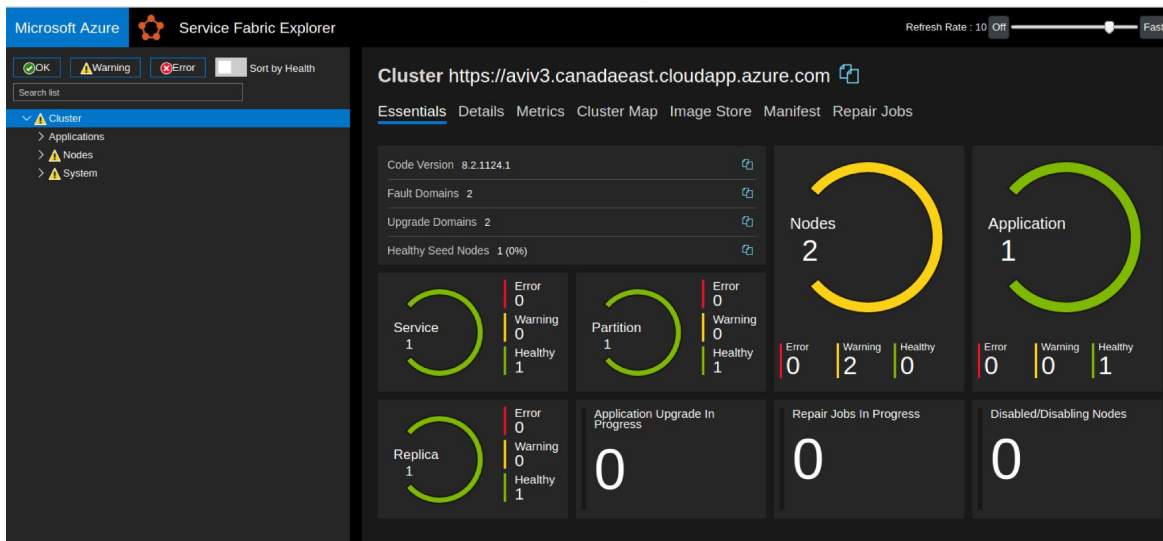 Microsoft Azure Service Fabric Explorer Refresh Rate : 10 Off Fast
OK Warning Error Sort by Health
Search list
Cluster
Applications
Nodes
System
Cluster https://aviv3.canadaeast.cloudapp.azure.com
Essentials Details Metrics Cluster Map Image Store Manifest Repair Jobs
Code Version 8.2.1124.1
Fault Domains 2
Upgrade Domains 2
Healthy Seed Nodes 1 (0%)
Nodes
2
Error
0
Warning
2
Healthy
0
Application
1
Error
0
Warning
0
Healthy
1
Service
1
Error
0
Warning
0
Healthy
1
Partition
1
Error
0
Warning
0
Healthy
1
Replica
1
Error
0
Warning
0
Healthy
1
Application Upgrade In
Progress
0
Repair Jobs In Progress
0
Disabled/Disabling Nodes
0